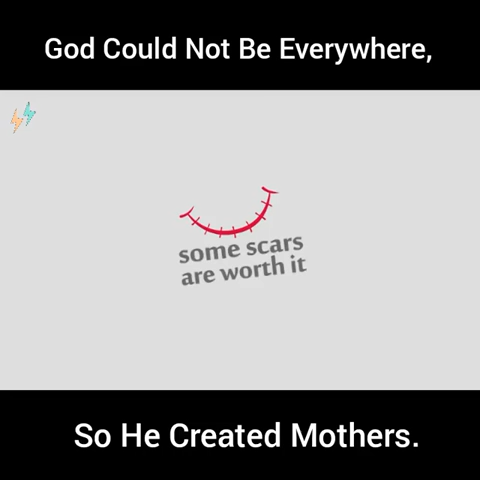 God Could Not Be Everywhere,
some scars
are worth it
So He Created Mothers.